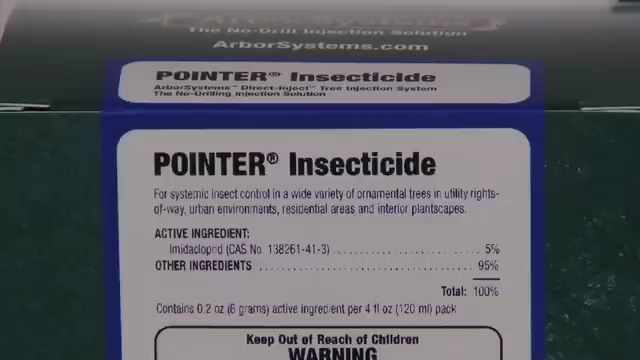 ArborSystems
The No-Drill Injection Solution
ArborSystems.com
POINTER® Insecticide
ArborSystems™ Direct-Inject™ Tree Injection System
The No-Drilling Injection Solution
POINTER® Insecticide
For systemic insect control in a wide variety of ornamental trees in utility rights-
of-way, urban environments, residential areas and interior plantscapes.
ACTIVE INGREDIENT:
Imidacloprid (CAS No. 138261-41-3) .......................... 5%
OTHER INGREDIENTS ...................................... 95%
Total: 100%
Contains 0.2 oz (6 grams) active ingredient per 4 fl oz (120 ml) pack
Keep Out of Reach of Children
WARNING